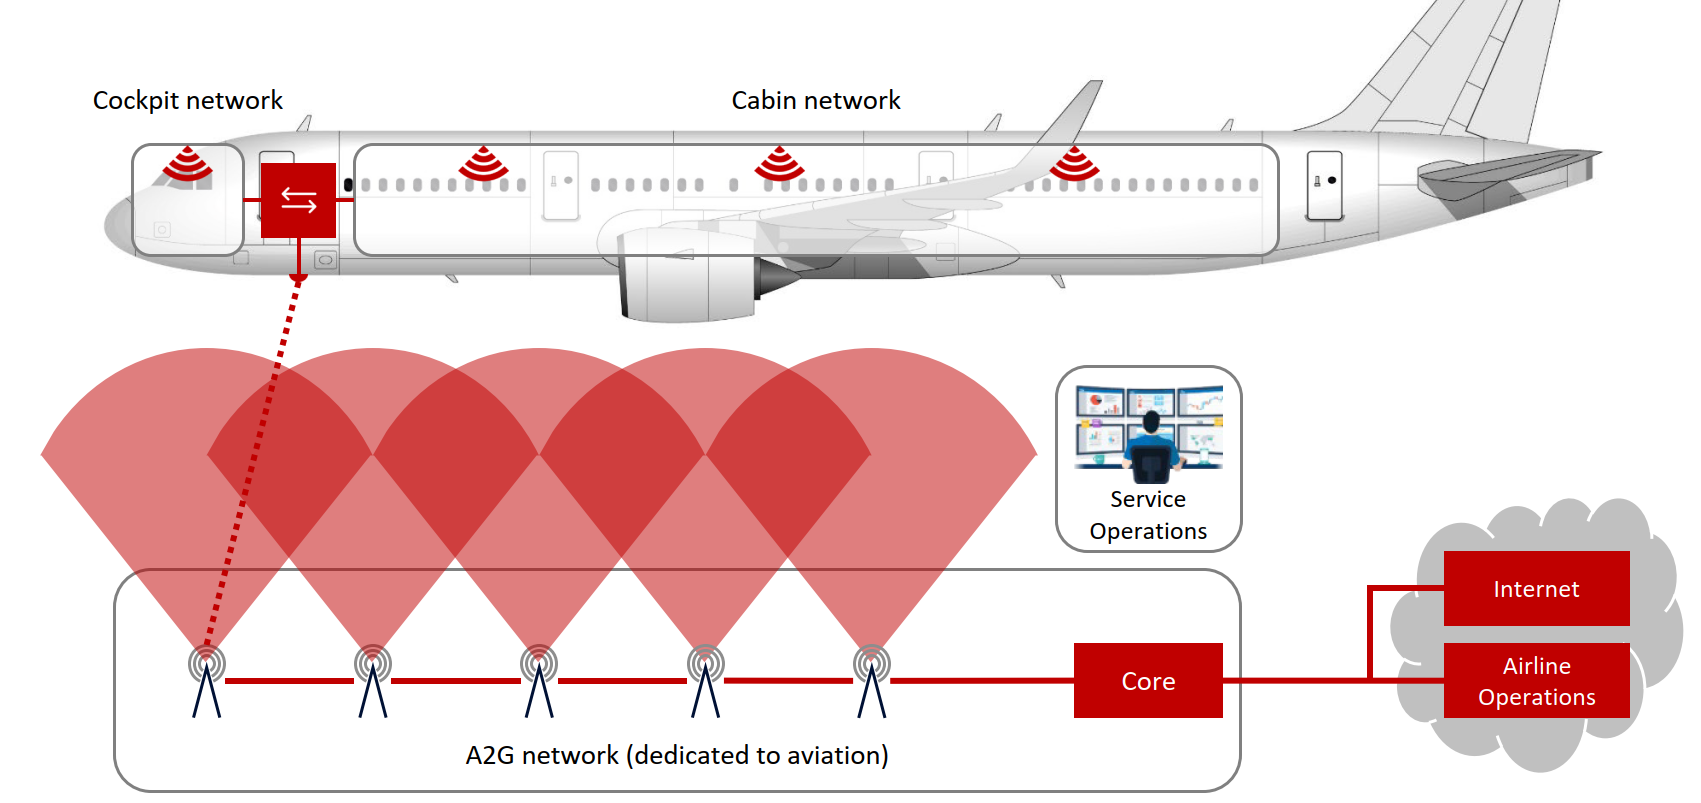 Cockpit network
Cabin network
Service
Operations
Internet
Airline
Operations
Core
A2G network (dedicated to aviation)